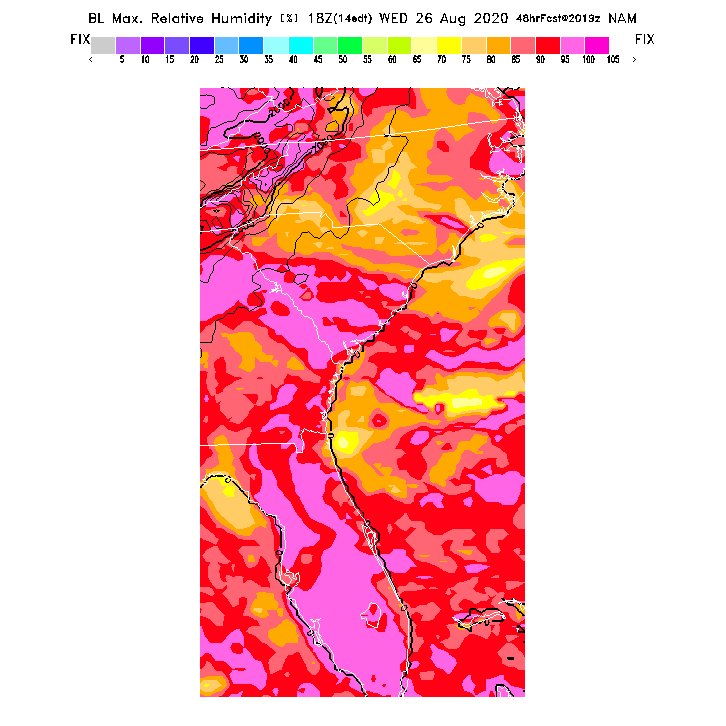 BL Max. Relative Humidity [%] 18Z(14edt) WED 26 Aug 2020 48hrFcst@2019z NAM
FIX FIX
< 5 10 15 20 25 30 35 40 45 50 55 60 65 70 75 80 85 90 95 100 105 >